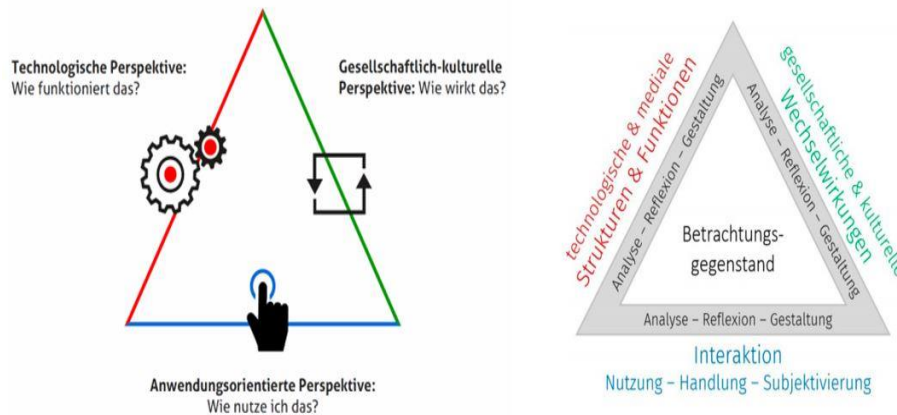 Technologische Perspektive:
Wie funktioniert das?
Gesellschaftlich-kulturelle
Perspektive: Wie wirkt das?
Anwendungsorientierte Perspektive:
Wie nutze ich das?
technologische & mediale
Strukturen & Funktionen
Analyse – Reflexion – Gestaltung
gesellschaftliche & kulturelle
Wechselwirkungen
Analyse – Reflexion – Gestaltung
Betrachtungs-
gegenstand
Analyse – Reflexion – Gestaltung
Interaktion
Nutzung – Handlung – Subjektivierung